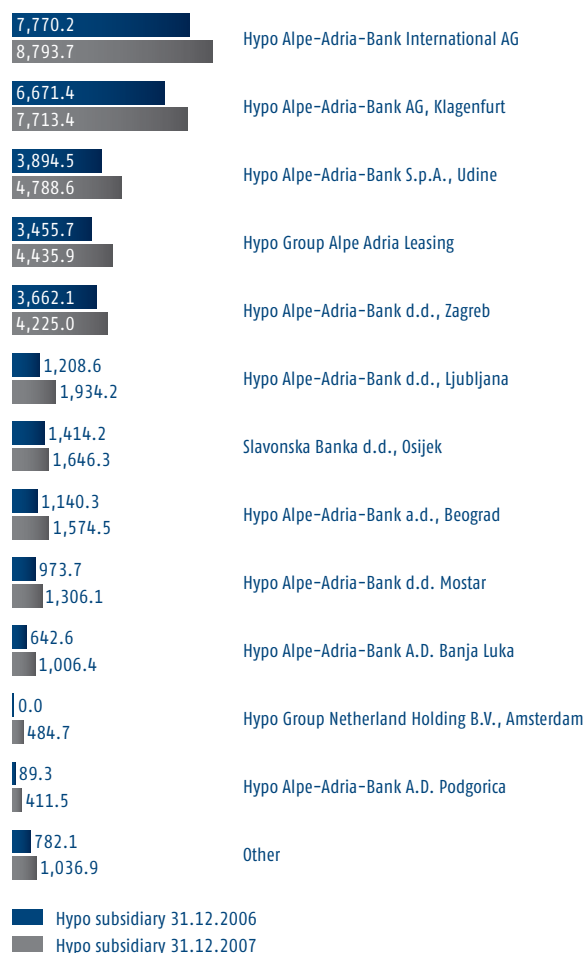 7,770.2
8,793.7
Hypo Alpe-Adria-Bank International AG
6,671.4
7,713.4
Hypo Alpe-Adria-Bank AG, Klagenfurt
3,894.5
4,788.6
Hypo Alpe-Adria-Bank S.p.A., Udine
3,455.7
4,435.9
Hypo Group Alpe Adria Leasing
3,662.1
4,225.0
Hypo Alpe-Adria-Bank d.d., Zagreb
1,208.6
1,934.2
Hypo Alpe-Adria-Bank d.d., Ljubljana
1,414.2
1,646.3
Slavonska Banka d.d., Osijek
1,140.3
1,574.5
Hypo Alpe-Adria-Bank a.d., Beograd
973.7
1,306.1
Hypo Alpe-Adria-Bank d.d. Mostar
642.6
1,006.4
Hypo Alpe-Adria-Bank A.D. Banja Luka
0.0
484.7
Hypo Group Netherland Holding B.V., Amsterdam
89.3
411.5
Hypo Alpe-Adria-Bank A.D. Podgorica
782.1
1,036.9
Other
Hypo subsidiary 31.12.2006
Hypo subsidiary 31.12.2007